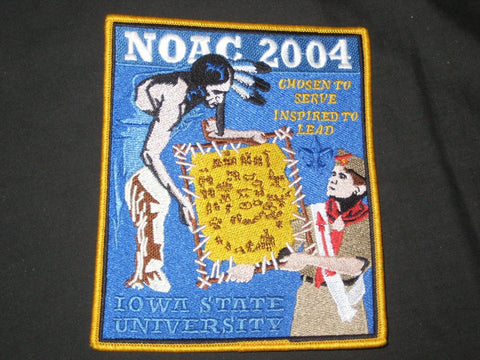 NOAC 2004
CHOSEN TO
SERVE
INSPIRED TO
LEAD
IOWA STATE
UNIVERSITY